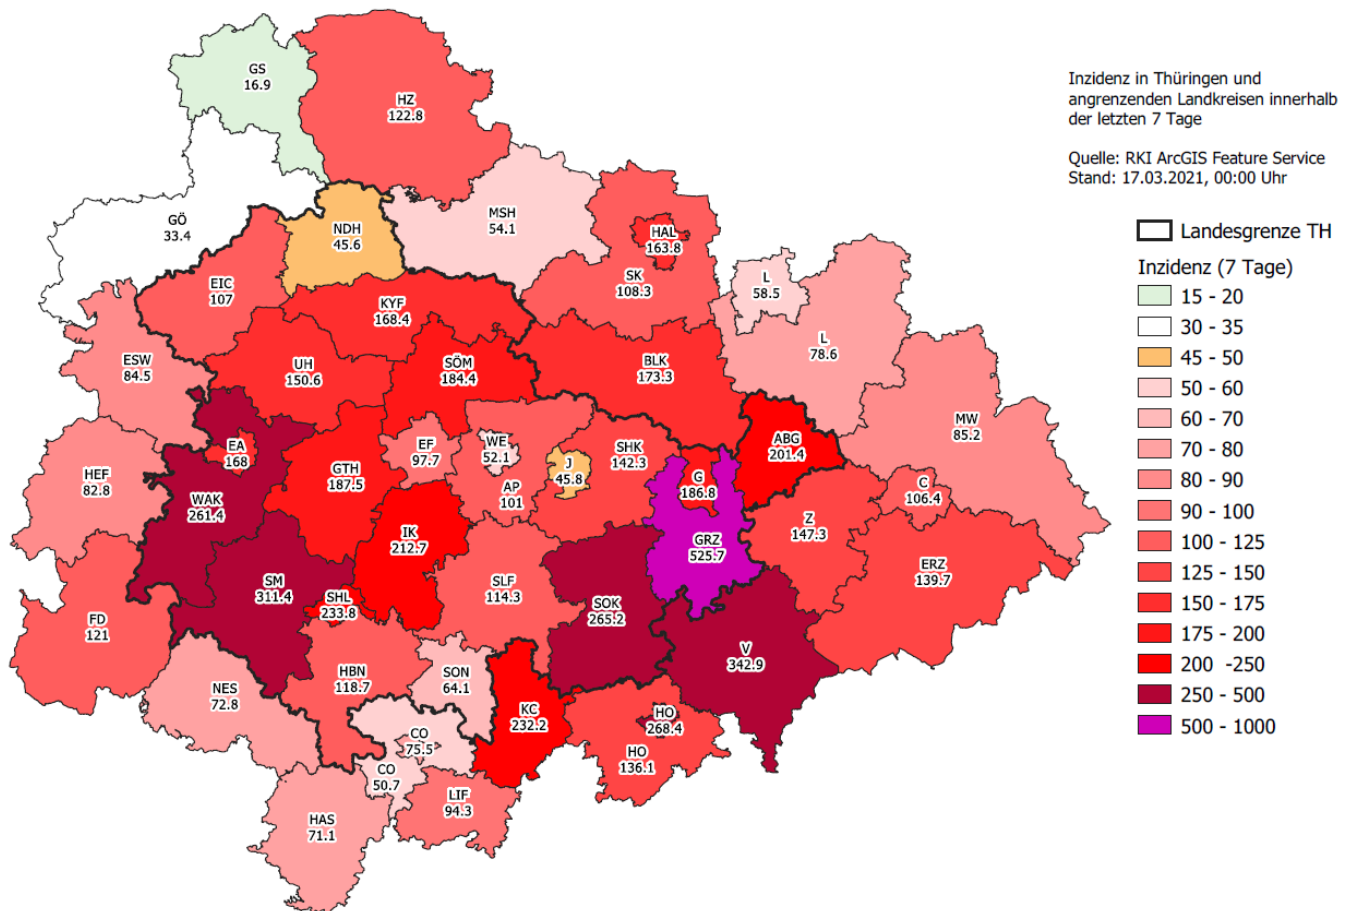 GS
16.9
HZ
122.8
GÖ
33.4
NDH
45.6
MSH
54.1
HAL
163.8
SK
108.3
L
58.5
EIC
107
KYF
168.4
L
78.6
ESW
84.5
UH
150.6
SÖM
184.4
BLK
173.3
MW
85.2
EA
168
EF
97.7
WE
52.1
SHK
142.3
ABG
201.4
HEF
82.8
GTH
187.5
J
45.8
G
186.8
C
106.4
WAK
261.4
AP
101
IK
212.7
GRZ
525.7
Z
147.3
SM
311.4
SHL
233.8
SLF
114.3
SOK
265.2
ERZ
139.7
FD
121
V
342.9
NES
72.8
HBN
118.7
SON
64.1
KC
232.2
HO
268.4
CO
75.5
HO
136.1
CO
50.7
LIF
94.3
HAS
71.1
Inzidenz in Thüringen und
angrenzenden Landkreisen innerhalb
der letzten 7 Tage
Quelle: RKI ArcGIS Feature Service
Stand: 17.03.2021, 00:00 Uhr
Landesgrenze TH
Inzidenz (7 Tage)
15 - 20
30 - 35
45 - 50
50 - 60
60 - 70
70 - 80
80 - 90
90 - 100
100 - 125
125 - 150
150 - 175
175 - 200
200 -250
250 - 500
500 - 1000